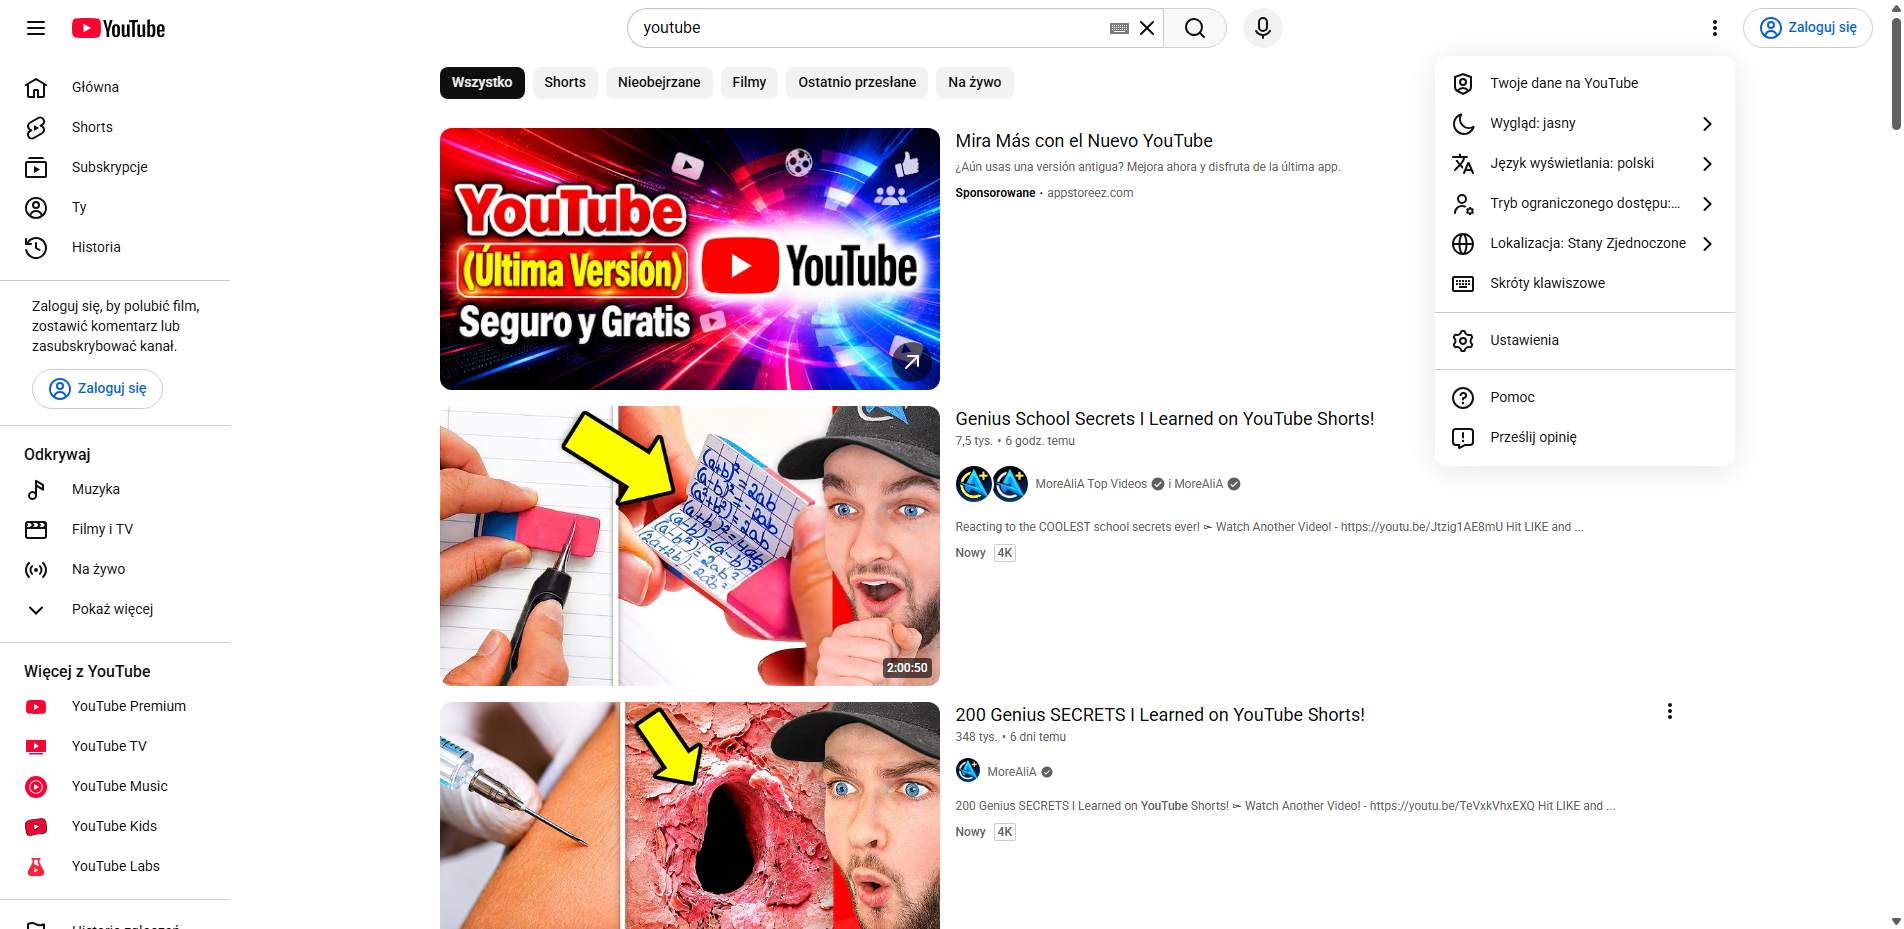 YouTube
youtube
Zaloguj się
Główna
Shorts
Subskrypcje
Ty
Historia
Zaloguj się, by polubić film,
zostawić komentarz lub
zasubskrybować kanał.
Zaloguj się
Odkrywaj
Muzyka
Filmy i TV
Na żywo
Pokaż więcej
Więcej z YouTube
YouTube Premium
YouTube TV
YouTube Music
YouTube Kids
YouTube Labs
Wszystko
Shorts
Nieobejrzane
Filmy
Ostatnio przesłane
Na żywo
YouTube
(Última Versión)
Seguro y Gratis
YouTube
Mira Más con el Nuevo YouTube
¿Aún usas una versión antigua? Mejora ahora y disfruta de la última app.
Sponsorowane · appstoreez.com
2:00:50
Genius School Secrets I Learned on YouTube Shorts!
7,5 tys. • 6 godz. temu
MoreAliA Top Videos i MoreAliA
Reacting to the COOLEST school secrets ever! ➛ Watch Another Video! - https://youtu.be/Jtzig1AE8mU Hit LIKE and ...
Nowy 4K
200 Genius SECRETS I Learned on YouTube Shorts!
348 tys. • 6 dni temu
MoreAliA
200 Genius SECRETS I Learned on YouTube Shorts! ➛ Watch Another Video! - https://youtu.be/TeVxkVhxEXQ Hit LIKE and ...
Nowy 4K
Twoje dane na YouTube
Wygląd: jasny
Język wyświetlania: polski
Tryb ograniczonego dostępu:...
Lokalizacja: Stany Zjednoczone
Skróty klawiszowe
Ustawienia
Pomoc
Prześlij opinię